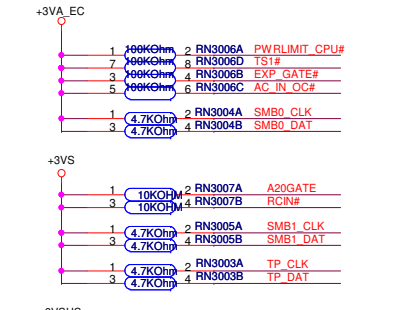 +3VA_EC
1 100KOhm 2 RN3006A PWRLIMIT_CPU#
7 100KOhm 8 RN3006D TS1#
3 100KOhm 4 RN3006B EXP_GATE#
5 100KOhm 6 RN3006C AC_IN_OC#
1 4.7KOhm 2 RN3004A SMB0_CLK
3 4.7KOhm 4 RN3004B SMB0_DAT
+3VS
1 10KOHM 2 RN3007A A20GATE
3 10KOHM 4 RN3007B RCIN#
1 4.7KOhm 2 RN3005A SMB1_CLK
3 4.7KOhm 4 RN3005B SMB1_DAT
1 4.7KOhm 2 RN3003A TP_CLK
3 4.7KOhm 4 RN3003B TP_DAT